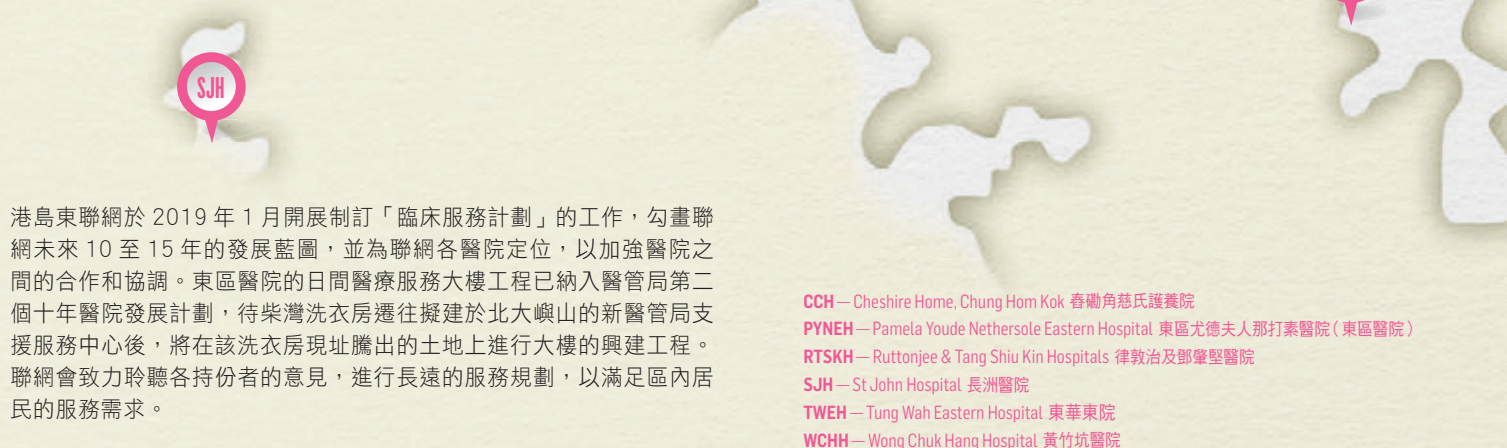 SJH
港島東聯網於 2019 年 1 月開展制訂「臨床服務計劃」的工作，勾畫聯
網未來 10 至 15 年的發展藍圖，並為聯網各醫院定位，以加強醫院之
間的合作和協調。東區醫院的日間醫療服務大樓工程已納入醫管局第二
個十年醫院發展計劃，待柴灣洗衣房遷往擬建於北大嶼山的新醫管局支
援服務中心後，將在該洗衣房現址騰出的土地上進行大樓的興建工程。
聯網會致力聆聽各持份者的意見，進行長遠的服務規劃，以滿足區內居
民的服務需求。
CCH — Cheshire Home, Chung Hom Kok 舂磡角慈氏護養院
PYNEH — Pamela Youde Nethersole Eastern Hospital 東區尤德夫人那打素醫院（東區醫院）
RTSKH — Ruttonjee & Tang Shiu Kin Hospitals 律敦治及鄧肇堅醫院
SJH — St John Hospital 長洲醫院
TWEH — Tung Wah Eastern Hospital 東華東院
WCHH — Wong Chuk Hang Hospital 黃竹坑醫院